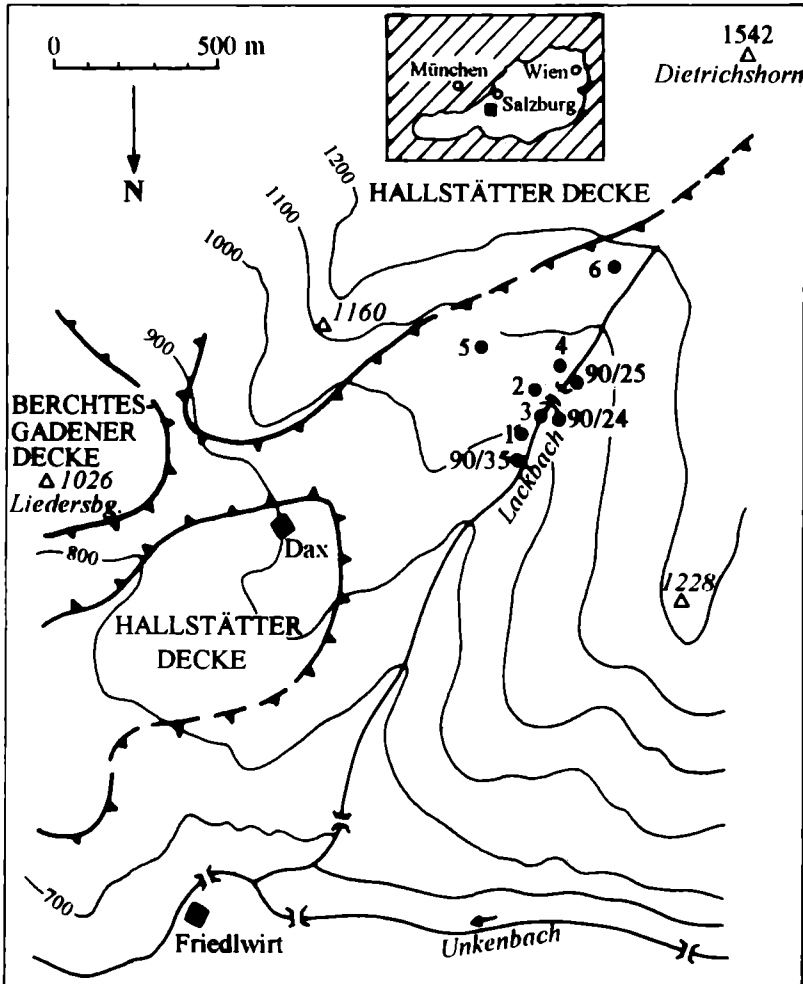 0 500 m
N
München
Wien
Salzburg
1542
Dietrichshorn
1200
1100
1000
900
HALLSTÄTTER DECKE
1160
6
5
4
90/25
2
3
90/24
1
90/35
Lackbach
BERCHTES-
GADENER
DECKE
1026
Liedersbg.
800
Dax
HALLSTÄTTER
DECKE
1228
700
Friedlwirt
Unkenbach